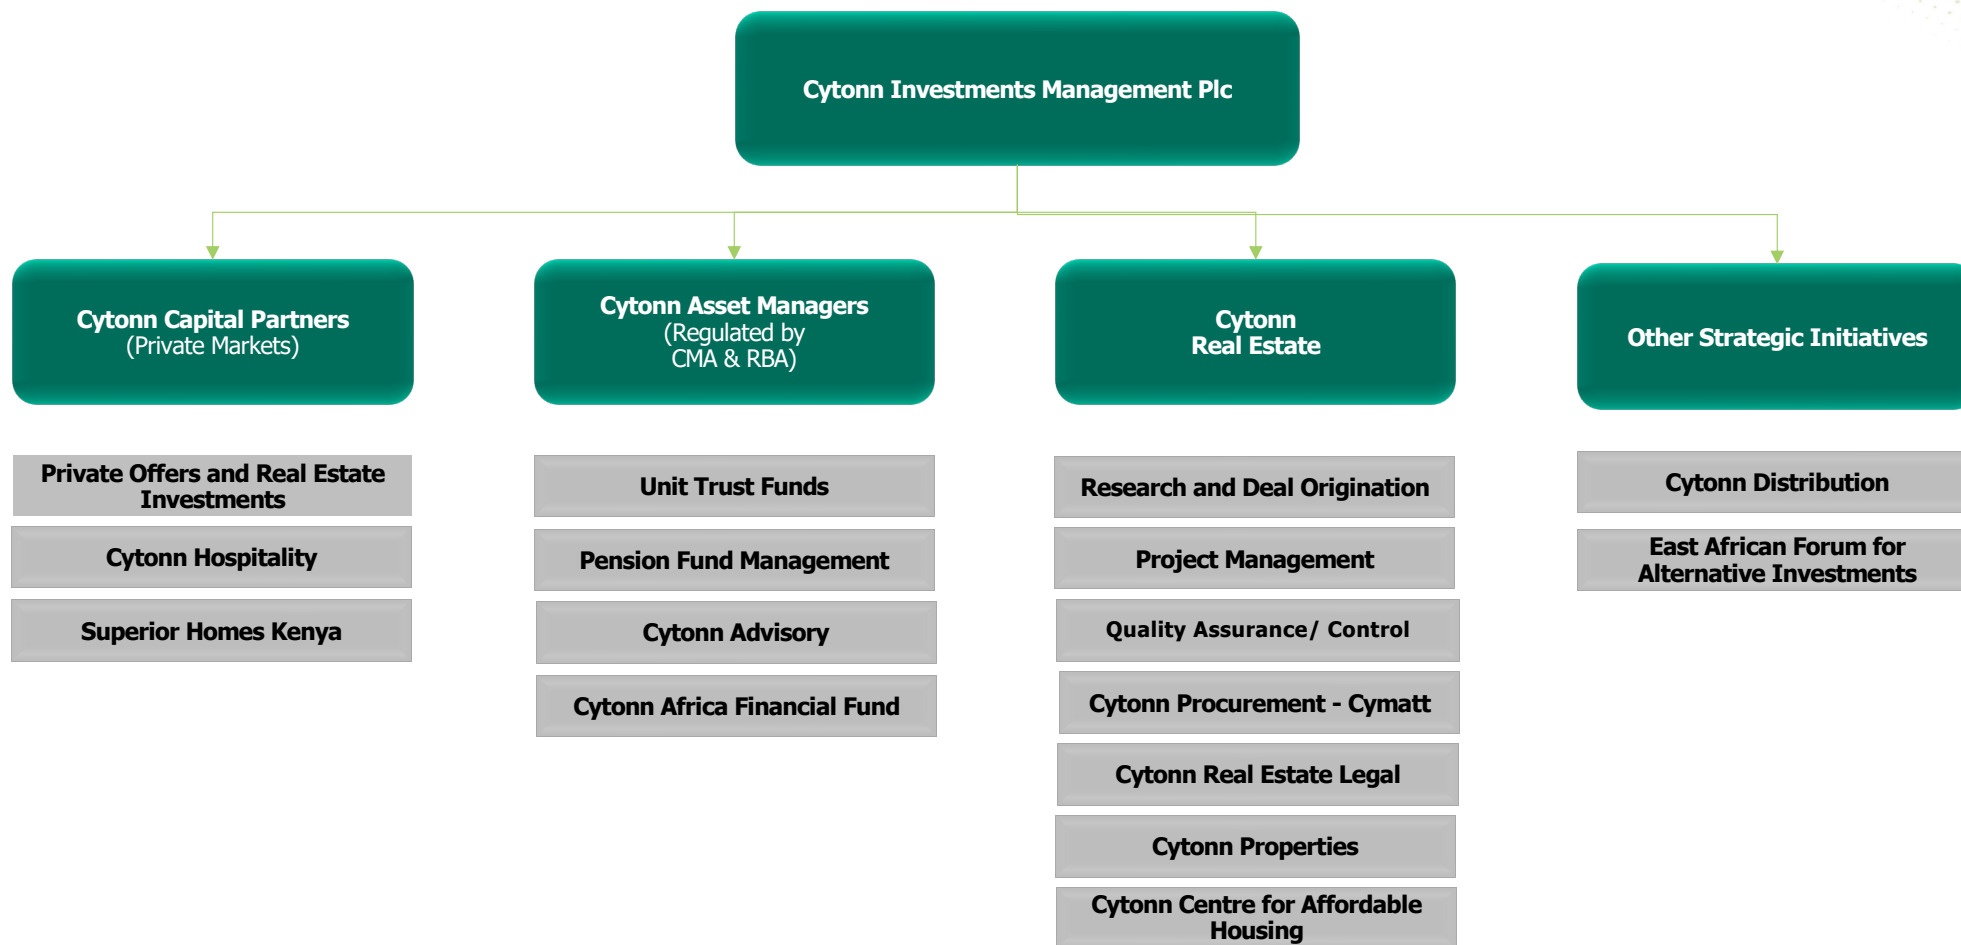 Cytonn Investments Management Plc
Cytonn Capital Partners
(Private Markets)
Cytonn Asset Managers
(Regulated by
CMA & RBA)
Cytonn
Real Estate
Other Strategic Initiatives
Private Offers and Real Estate
Investments
Cytonn Hospitality
Superior Homes Kenya
Unit Trust Funds
Pension Fund Management
Cytonn Advisory
Cytonn Africa Financial Fund
Research and Deal Origination
Project Management
Quality Assurance/ Control
Cytonn Procurement - Cymatt
Cytonn Real Estate Legal
Cytonn Properties
Cytonn Centre for Affordable
Housing
Cytonn Distribution
East African Forum for
Alternative Investments